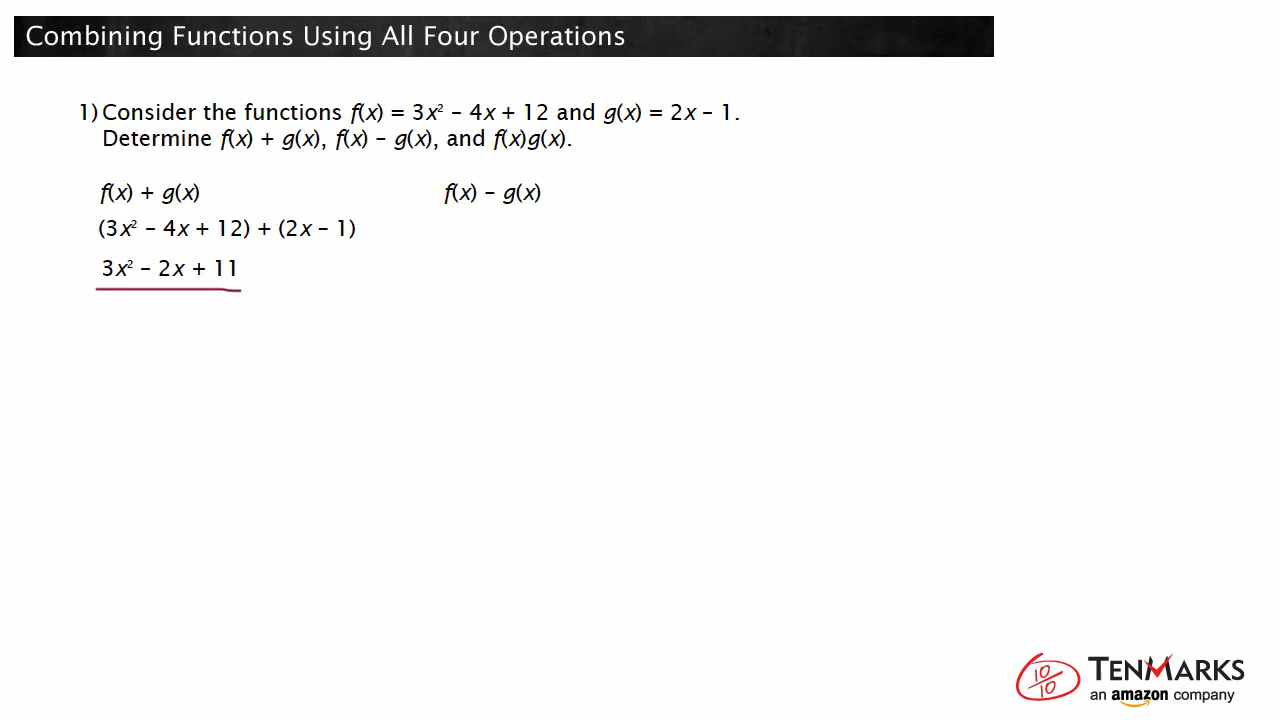 Combining Functions Using All Four Operations
1) Consider the functions f(x) = 3x² – 4x + 12 and g(x) = 2x – 1.
Determine f(x) + g(x), f(x) – g(x), and f(x)g(x).
f(x) + g(x)
f(x) – g(x)
(3x² – 4x + 12) + (2x – 1)
3x² – 2x + 11
10/10
TENMARKS
an amazon company